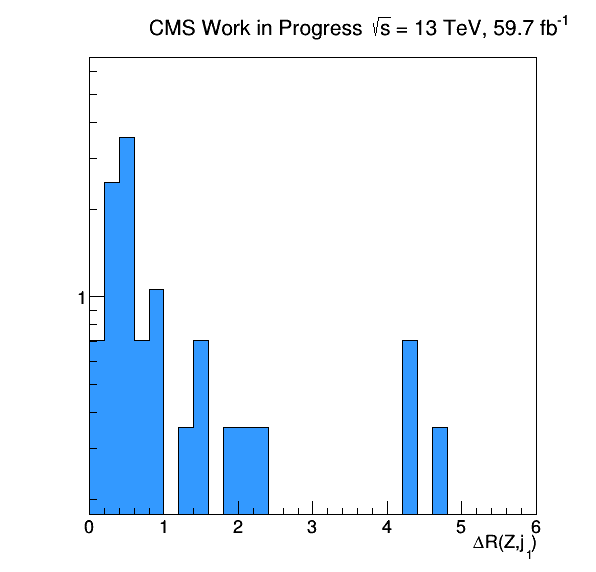 CMS Work in Progress √s = 13 TeV, 59.7 fb⁻¹
1
0 1 2 3 4 5 6
ΔR(Z,j₁)